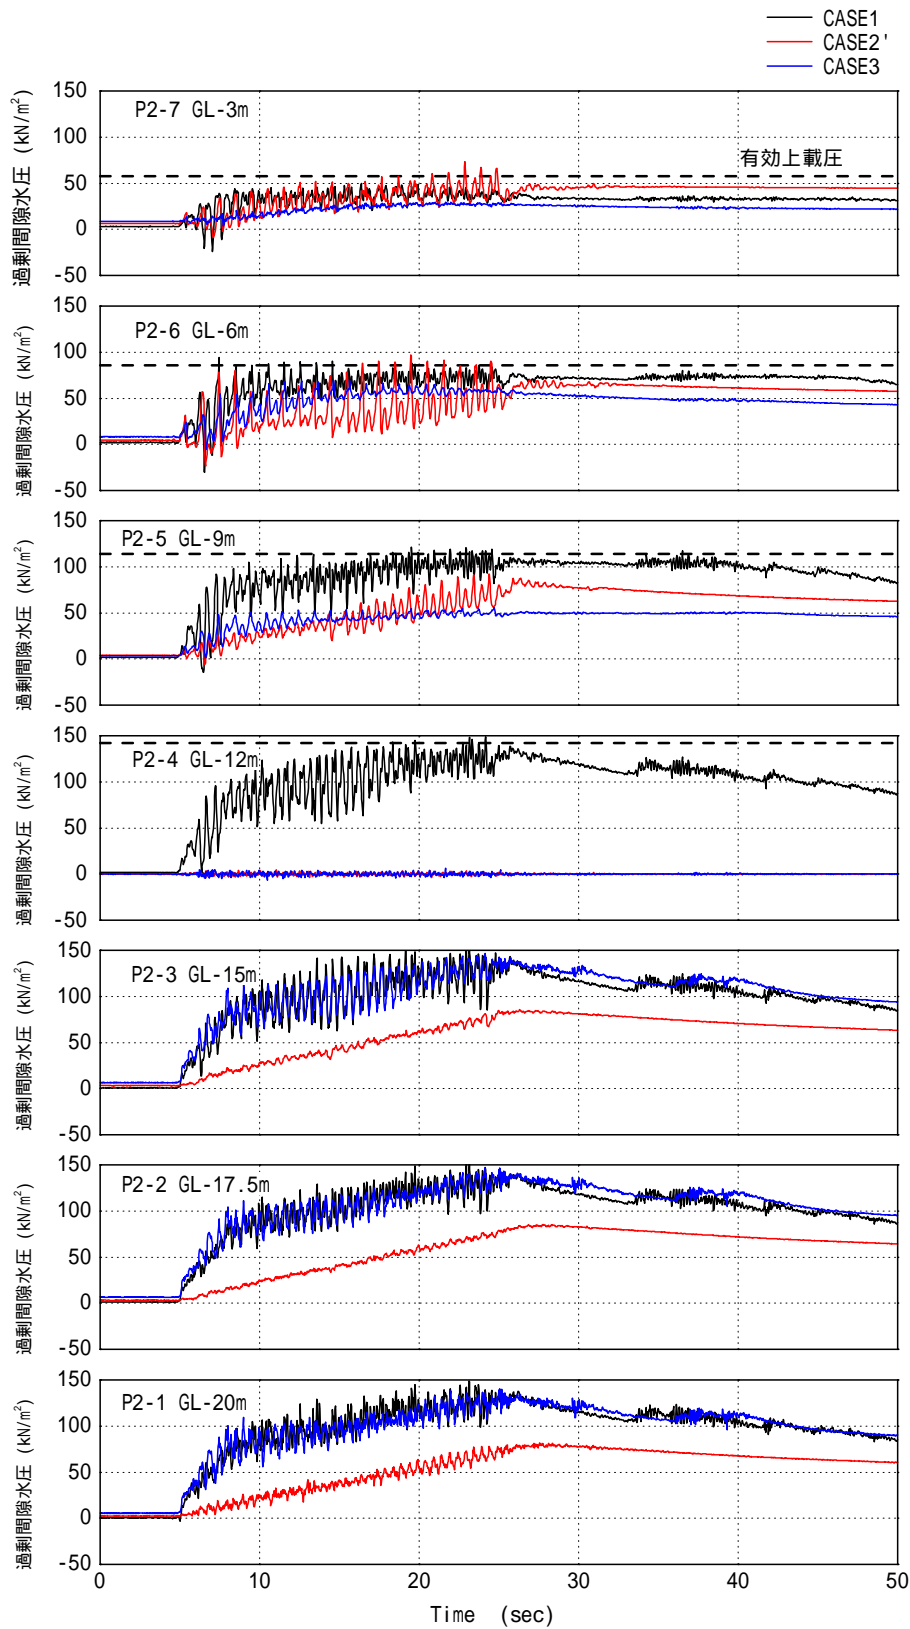 CASE1
CASE2'
CASE3
150
100
50
0
-50
過剰間隙水圧 (kN/㎡)
P2-7 GL-3m
有効上載圧
150
100
50
0
-50
過剰間隙水圧 (kN/㎡)
P2-6 GL-6m
150
100
50
0
-50
過剰間隙水圧 (kN/㎡)
P2-5 GL-9m
150
100
50
0
-50
過剰間隙水圧 (kN/㎡)
P2-4 GL-12m
150
100
50
0
-50
過剰間隙水圧 (kN/㎡)
P2-3 GL-15m
150
100
50
0
-50
過剰間隙水圧 (kN/㎡)
P2-2 GL-17.5m
150
100
50
0
-50
過剰間隙水圧 (kN/㎡)
P2-1 GL-20m
0 10 20 30 40 50
Time (sec)